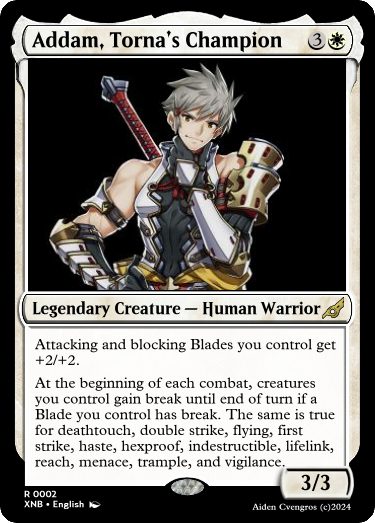 Addam, Torna's Champion 3
Legendary Creature — Human Warrior
Attacking and blocking Blades you control get
+2/+2.
At the beginning of each combat, creatures
you control gain break until end of turn if a
Blade you control has break. The same is true
for deathtouch, double strike, flying, first
strike, haste, hexproof, indestructible, lifelink,
reach, menace, trample, and vigilance.
3/3
R 0002
XNB • English
Aiden Cvengros (c)2024